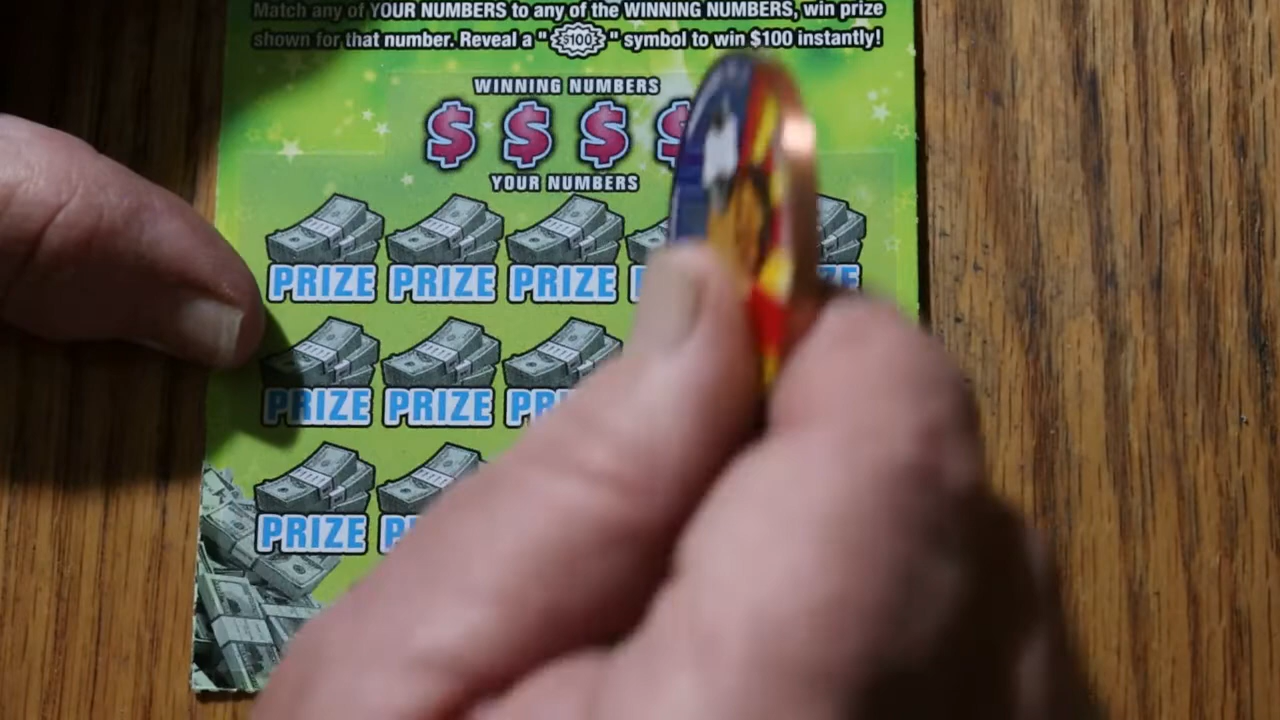 Match any of YOUR NUMBERS to any of the WINNING NUMBERS, win prize
shown for that number. Reveal a " $100 " symbol to win $100 instantly!
WINNING NUMBERS
$ $ $ $
YOUR NUMBERS
PRIZE PRIZE PRIZE
PRIZE PRIZE
PRIZE